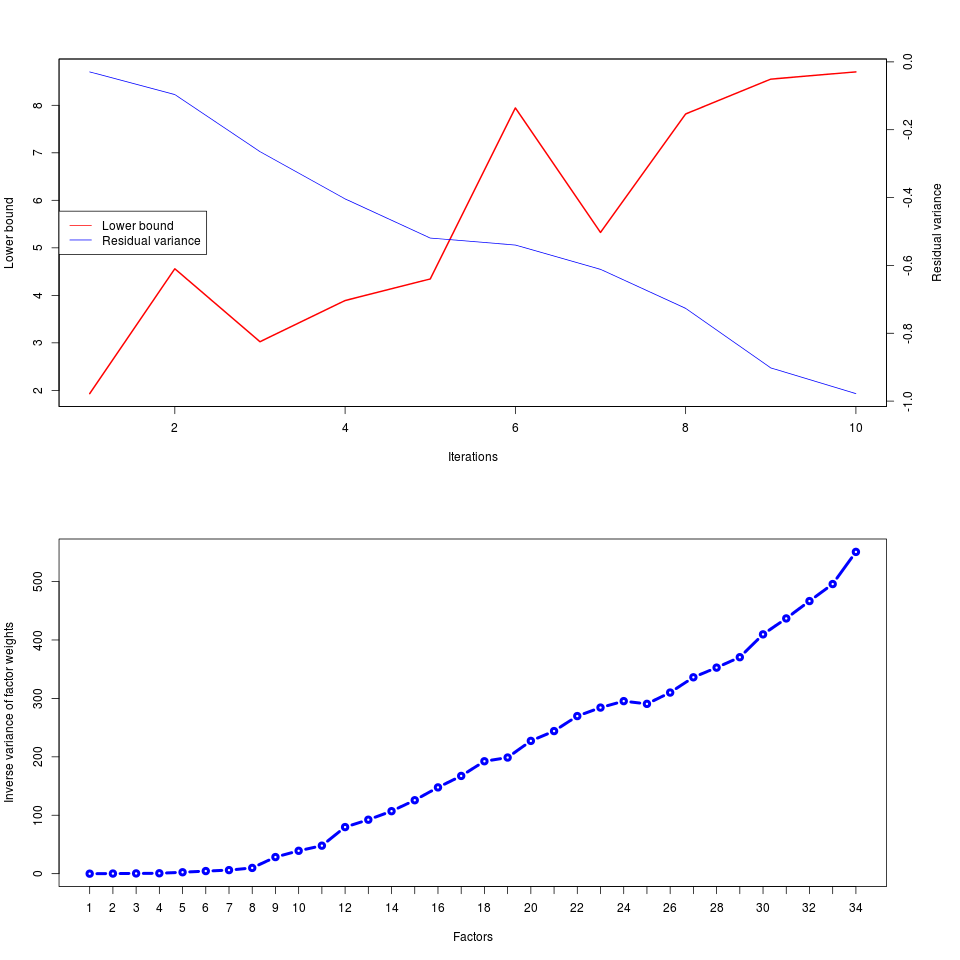 8
7
6
5
4
3
2
Lower bound
0.0
-0.2
-0.4
-0.6
-0.8
-1.0
Residual variance
Lower bound
Residual variance
2 4 6 8 10
Iterations
500
400
300
200
100
0
Inverse variance of factor weights
1 2 3 4 5 6 7 8 9 10 12 14 16 18 20 22 24 26 28 30 32 34
Factors